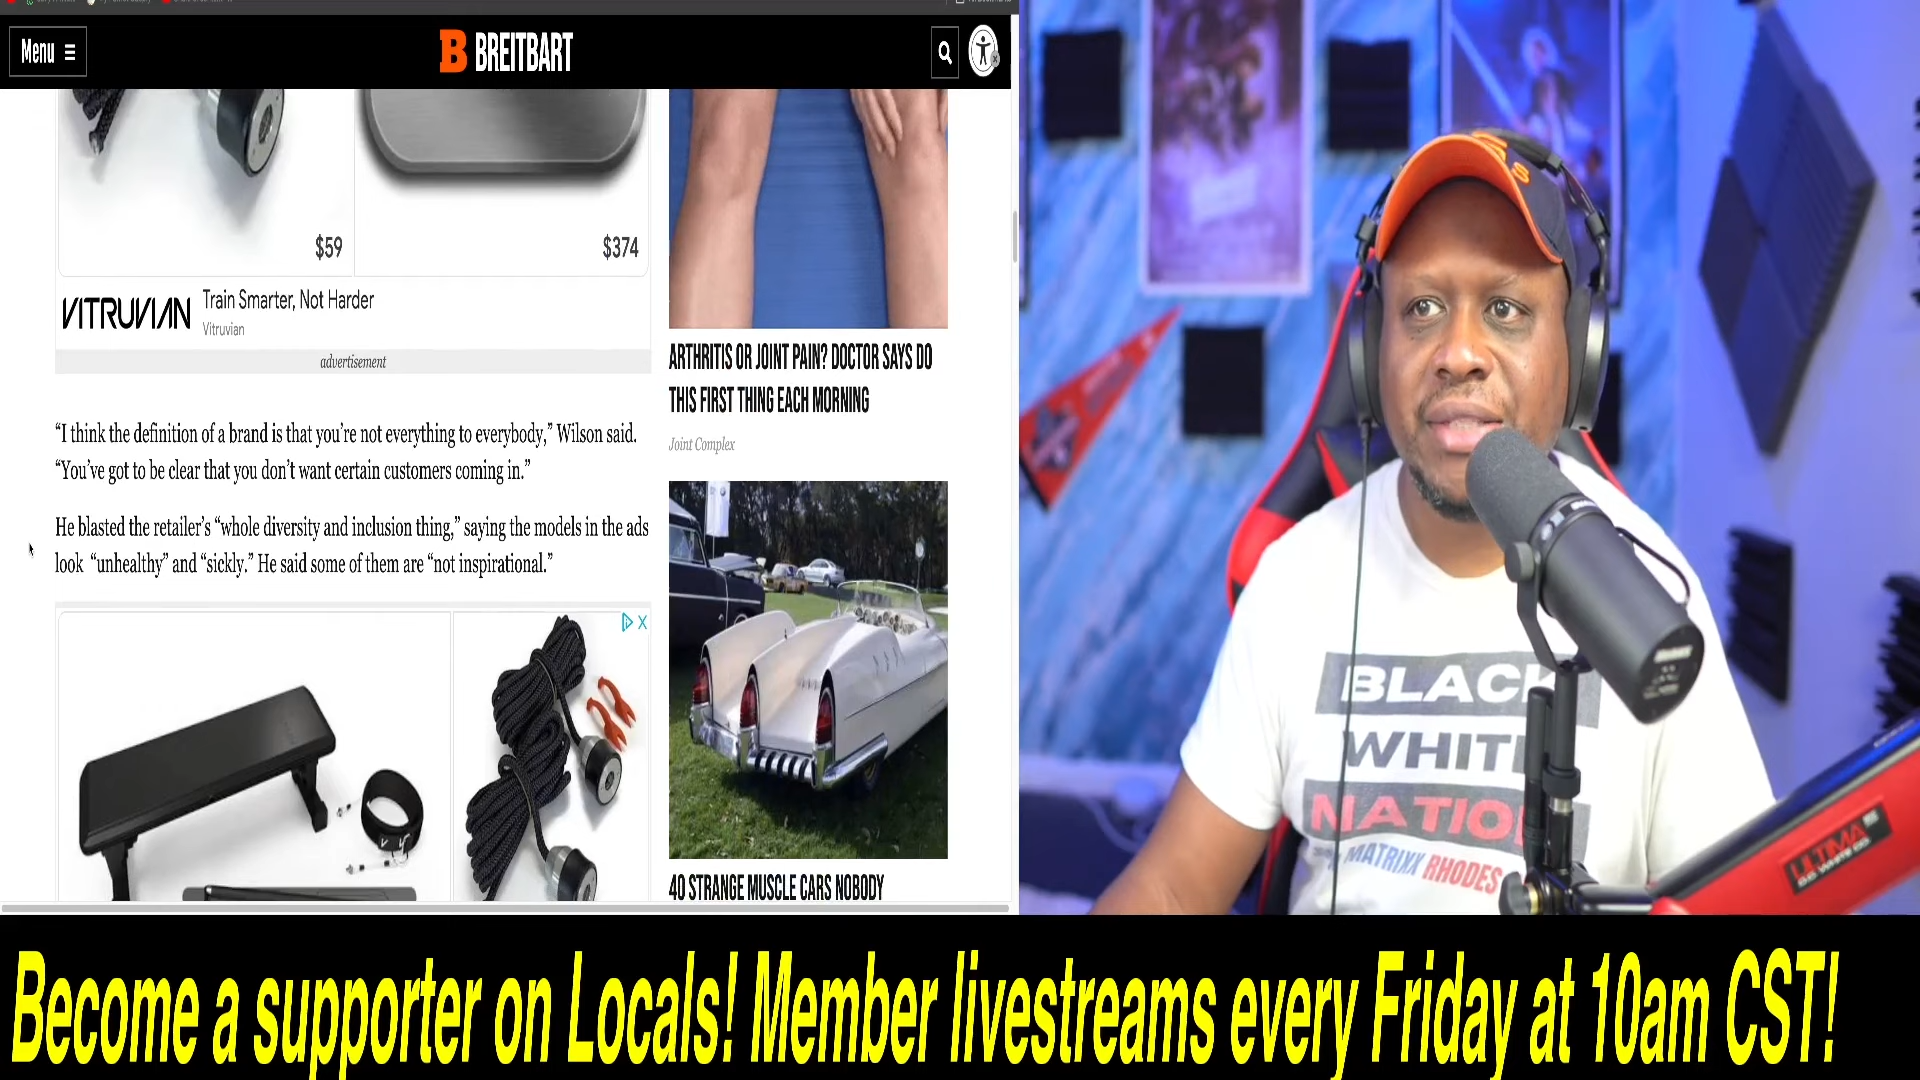 Menu
BREITBART
$59
$374
VITRUVIAN
Train Smarter, Not Harder
Vitruvian
advertisement
“I think the definition of a brand is that you’re not everything to everybody,” Wilson said.
“You’ve got to be clear that you don’t want certain customers coming in.”
He blasted the retailer’s “whole diversity and inclusion thing,” saying the models in the ads
look “unhealthy” and “sickly.” He said some of them are “not inspirational.”
ARTHRITIS OR JOINT PAIN? DOCTOR SAYS DO
THIS FIRST THING EACH MORNING
Joint Complex
40 STRANGE MUSCLE CARS NOBODY
BLACK
WHITE
NATION
MATRIXX RHODES
ULTIMA
Become a supporter on Locals! Member livestreams every Friday at 10am CST!